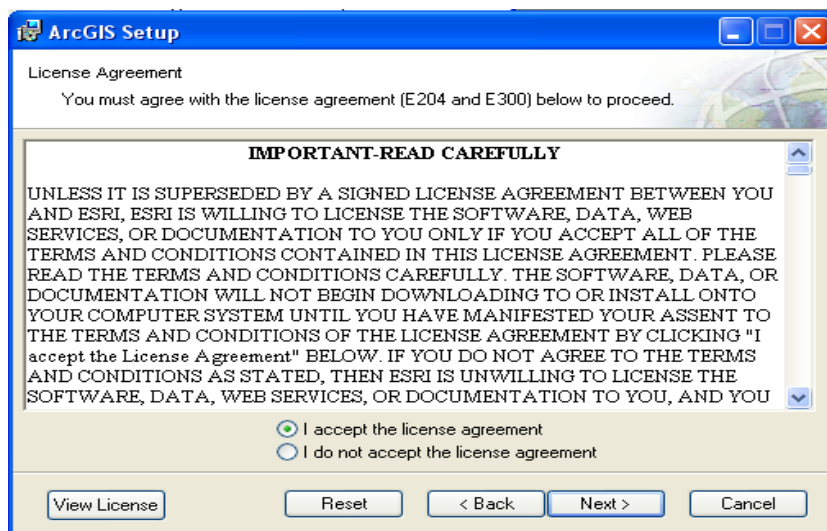 ArcGIS Setup
License Agreement
You must agree with the license agreement (E204 and E300) below to proceed.
IMPORTANT-READ CAREFULLY
UNLESS IT IS SUPERSEDED BY A SIGNED LICENSE AGREEMENT BETWEEN YOU
AND ESRI, ESRI IS WILLING TO LICENSE THE SOFTWARE, DATA, WEB
SERVICES, OR DOCUMENTATION TO YOU ONLY IF YOU ACCEPT ALL OF THE
TERMS AND CONDITIONS CONTAINED IN THIS LICENSE AGREEMENT. PLEASE
READ THE TERMS AND CONDITIONS CAREFULLY. THE SOFTWARE, DATA, OR
DOCUMENTATION WILL NOT BEGIN DOWNLOADING TO OR INSTALL ONTO
YOUR COMPUTER SYSTEM UNTIL YOU HAVE MANIFESTED YOUR ASSENT TO
THE TERMS AND CONDITIONS OF THE LICENSE AGREEMENT BY CLICKING "I
accept the License Agreement" BELOW. IF YOU DO NOT AGREE TO THE TERMS
AND CONDITIONS AS STATED, THEN ESRI IS UNWILLING TO LICENSE THE
SOFTWARE, DATA, WEB SERVICES, OR DOCUMENTATION TO YOU, AND YOU
I accept the license agreement
I do not accept the license agreement
View License Reset < Back Next > Cancel